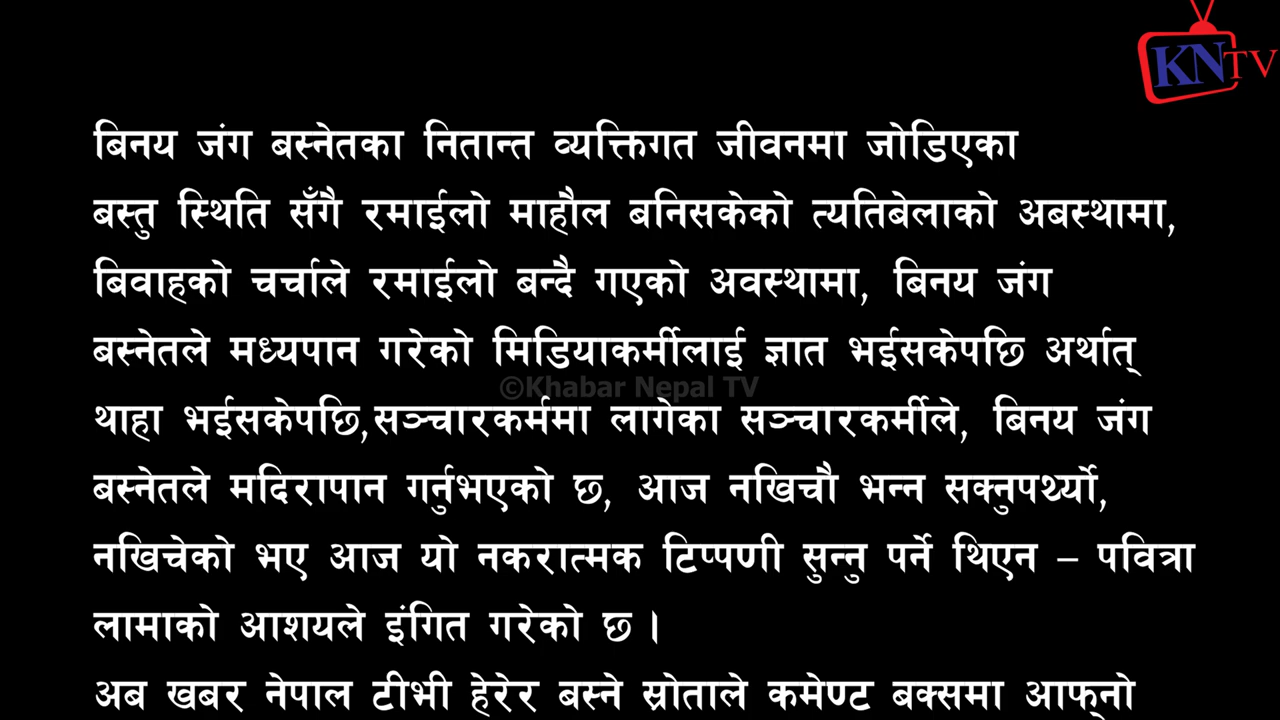 KNTV
बिनय जंग बस्नेतका नितान्त व्यक्तिगत जीवनमा जोडिएका
बस्तु स्थिति सँगै रमाईलो माहौल बनिसकेको त्यतिबेलाको अबस्थामा,
बिवाहको चर्चाले रमाईलो बन्दै गएको अवस्थामा, बिनय जंग
बस्नेतले मध्यपान गरेको मिडियाकर्मीलाई ज्ञात भईसकेपछि अर्थात्
©Khabar Nepal TV
थाहा भईसकेपछि,सञ्चारकर्ममा लागेका सञ्चारकर्मीले, बिनय जंग
बस्नेतले मदिरापान गर्नुभएको छ, आज नखिचौ भन्न सक्नुपर्थ्यो,
नखिचेको भए आज यो नकरात्मक टिप्पणी सुन्नु पर्ने थिएन – पवित्रा
लामाको आशयले इंगित गरेको छ ।
अब खबर नेपाल टीभी हेरेर बस्ने स्रोताले कमेण्ट बक्समा आफ्नो